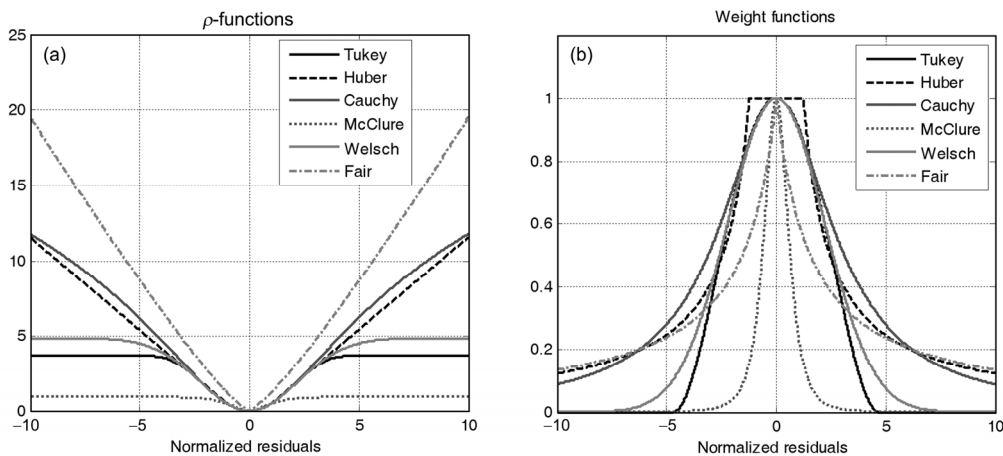 ρ-functions
(a)
25
20
15
10
5
0
Tukey
Huber
Cauchy
McClure
Welsch
Fair
−10
−5
0
5
10
Normalized residuals
Weight functions
(b)
1
0.8
0.6
0.4
0.2
0
Tukey
Huber
Cauchy
McClure
Welsch
Fair
−10
−5
0
5
10
Normalized residuals